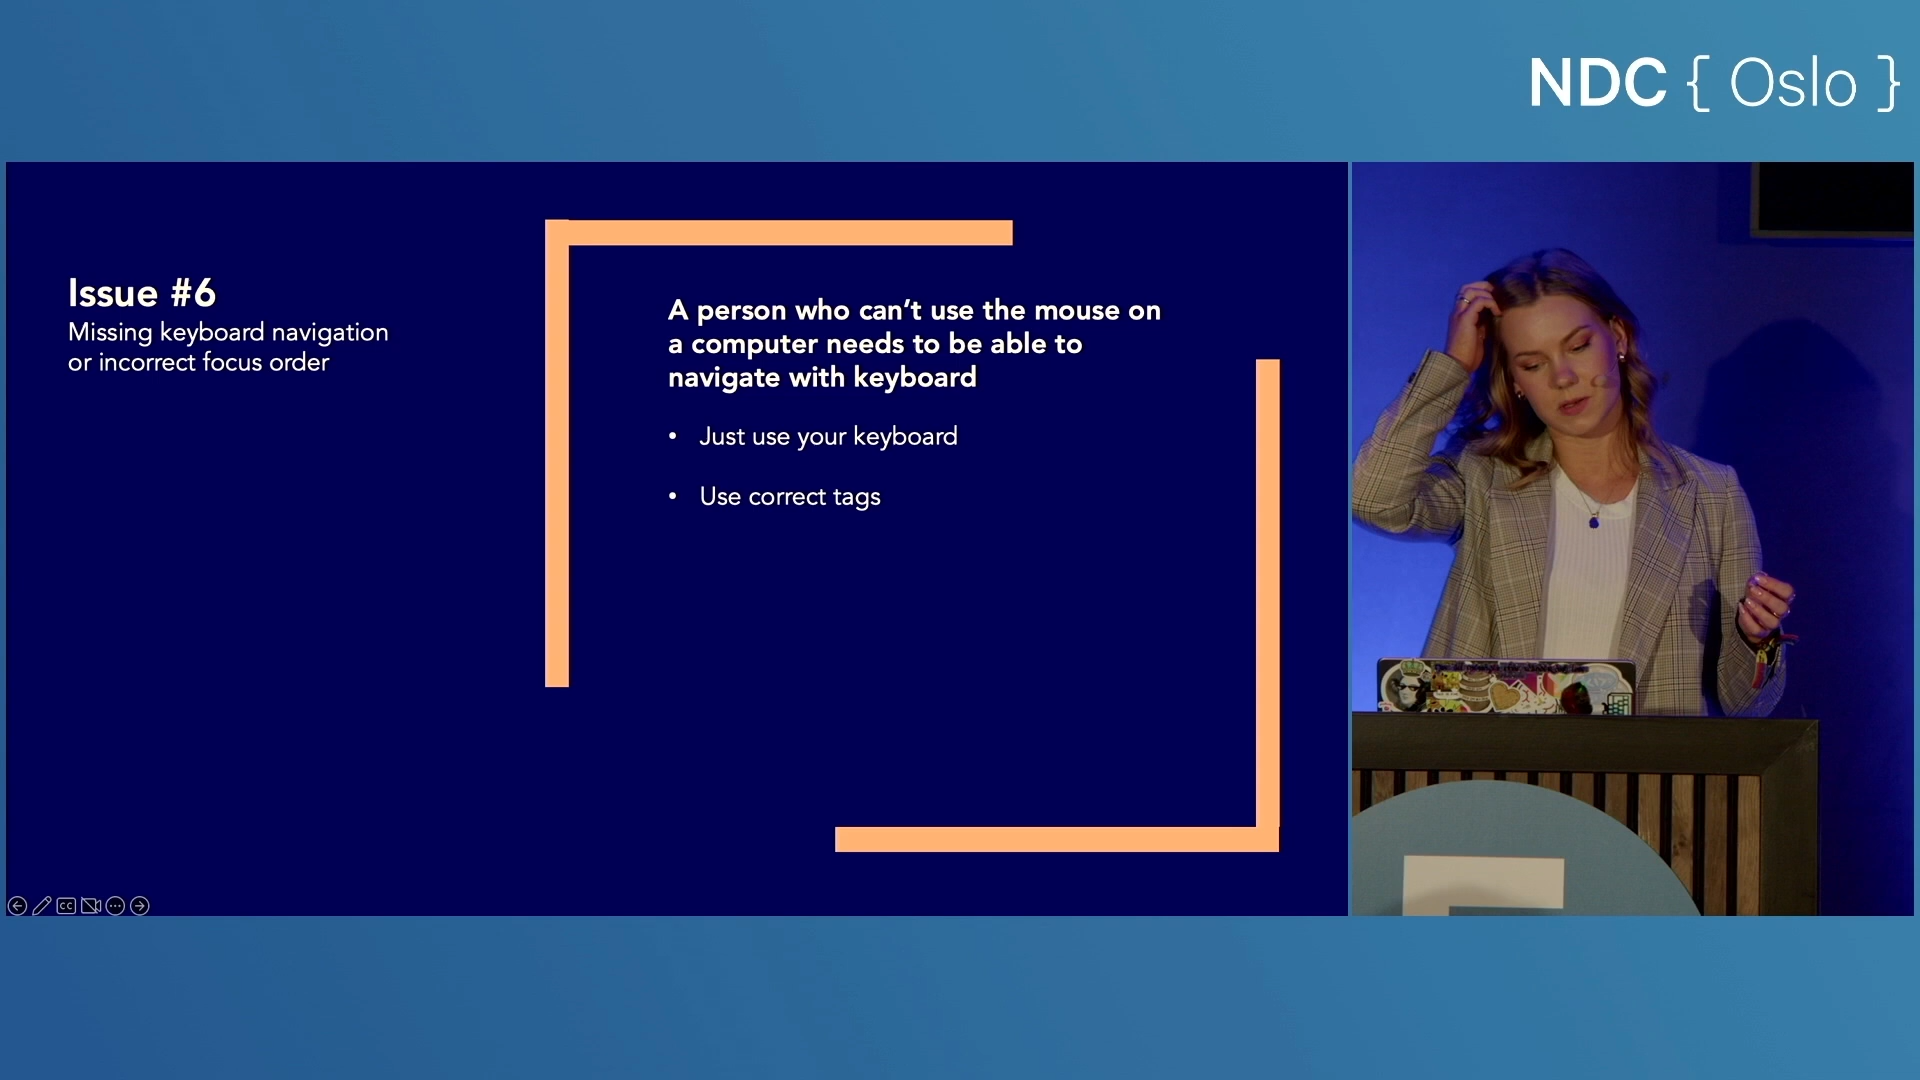 NDC { Oslo }
Issue #6
Missing keyboard navigation
or incorrect focus order
A person who can’t use the mouse on
a computer needs to be able to
navigate with keyboard
• Just use your keyboard
• Use correct tags
CC